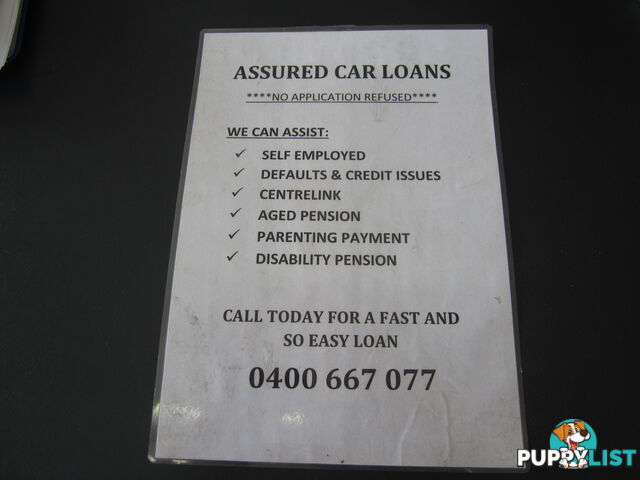 ASSURED CAR LOANS
****NO APPLICATION REFUSED****
WE CAN ASSIST:
✓ SELF EMPLOYED
✓ DEFAULTS & CREDIT ISSUES
✓ CENTRELINK
✓ AGED PENSION
✓ PARENTING PAYMENT
✓ DISABILITY PENSION
CALL TODAY FOR A FAST AND
SO EASY LOAN
0400 667 077
PUPPYLIST